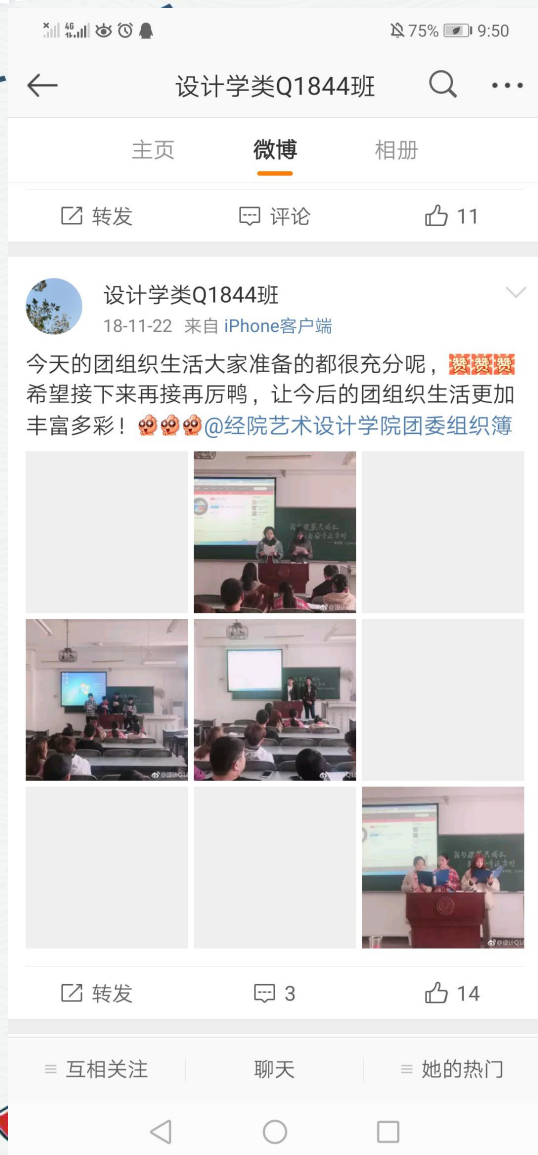 4G 75% 9:50
设计学类Q1844班
主页 微博 相册
转发 评论 11
设计学类Q1844班
18-11-22 来自 iPhone客户端
今天的团组织生活大家准备的都很充分呢，赞赞赞
希望接下来再接再厉鸭，让今后的团组织生活更加
丰富多彩！@经院艺术设计学院团委组织簿
转发 3 14
互相关注 聊天 她的热门